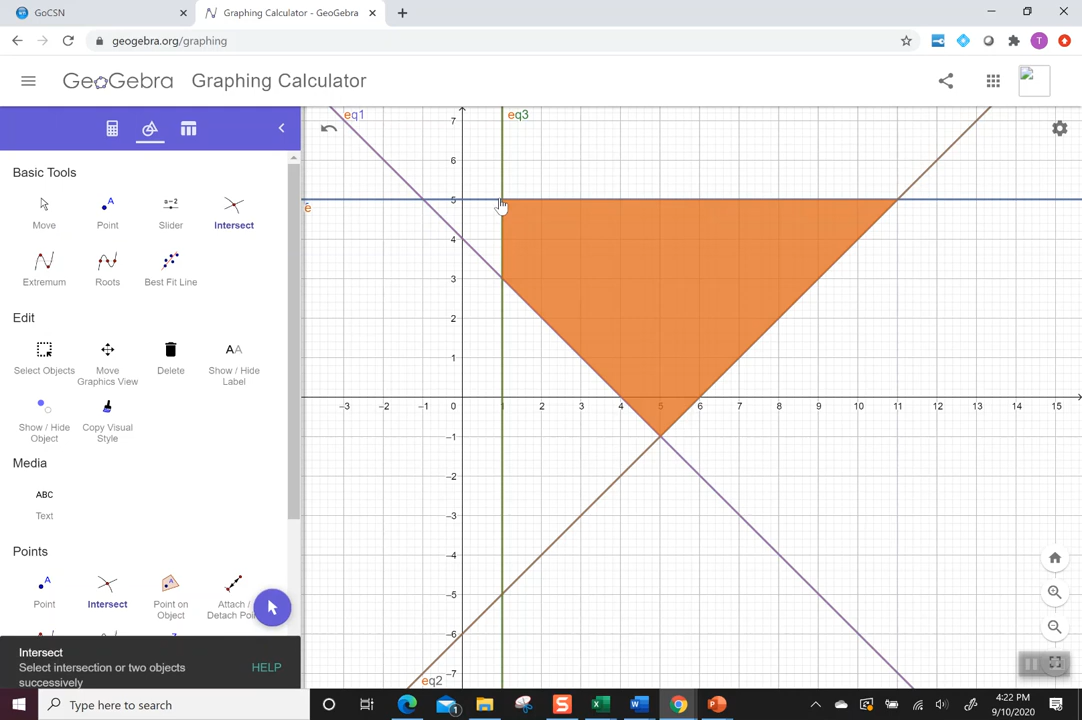 GoCSN
Graphing Calculator - GeoGebra
geogebra.org/graphing
T
GeoGebra Graphing Calculator
Basic Tools
Move
A
Point
a=2
Slider
Intersect
Extremum
Roots
Best Fit Line
Edit
Select Objects
Move Graphics View
Delete
AA
Show / Hide Label
Show / Hide Object
Copy Visual Style
Media
ABC
Text
Points
A
Point
Intersect
Point on Object
Attach /
Intersect
Select intersection or two objects successively
HELP
eq1
eq3
eq2
7
6
5
4
3
2
1
–1
–2
–3
–4
–5
–6
–7
–3 –2 –1 0 1 2 3 4 5 6 7 8 9 10 11 12 13 14 15
Type here to search
1
4:22 PM
9/10/2020